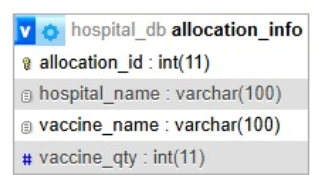 v hospital_db allocation_info
allocation_id : int(11)
hospital_name : varchar(100)
vaccine_name : varchar(100)
# vaccine_qty : int(11)